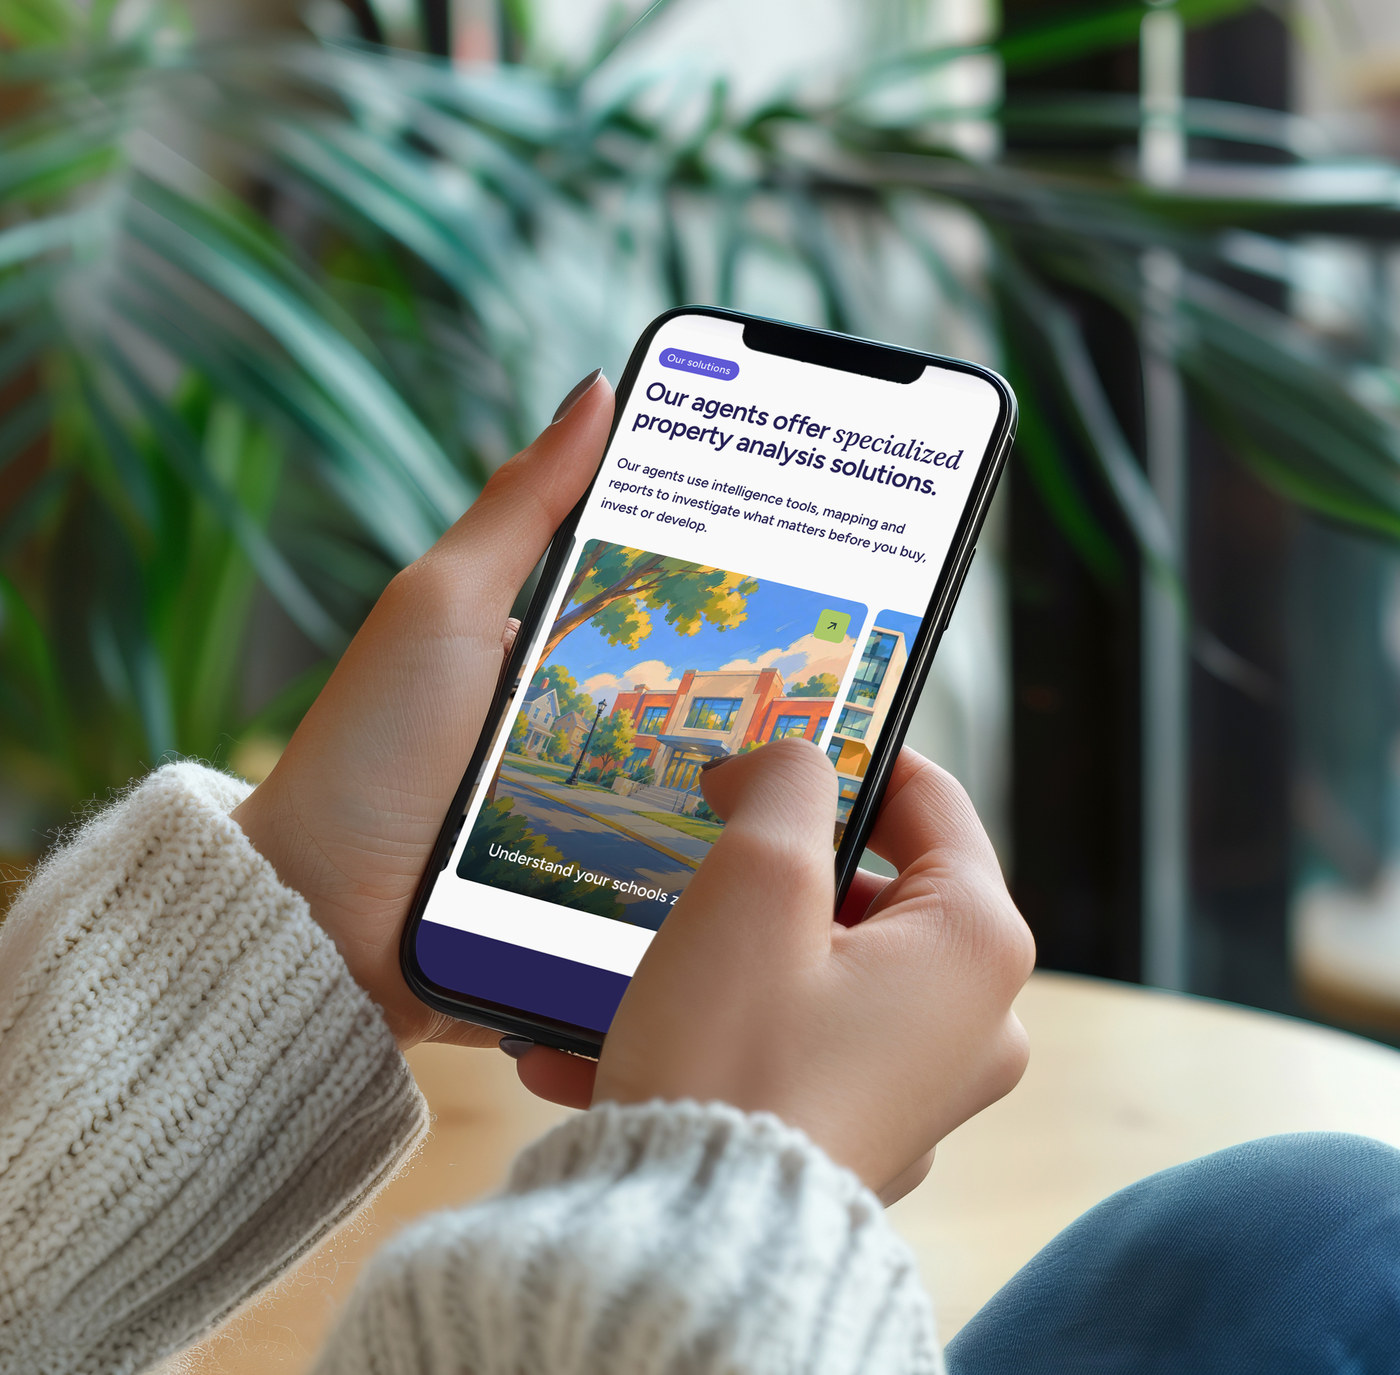 Our solutions
Our agents offer specialized
property analysis solutions.
Our agents use intelligence tools, mapping and
reports to investigate what matters before you buy,
invest or develop.
Understand your schools